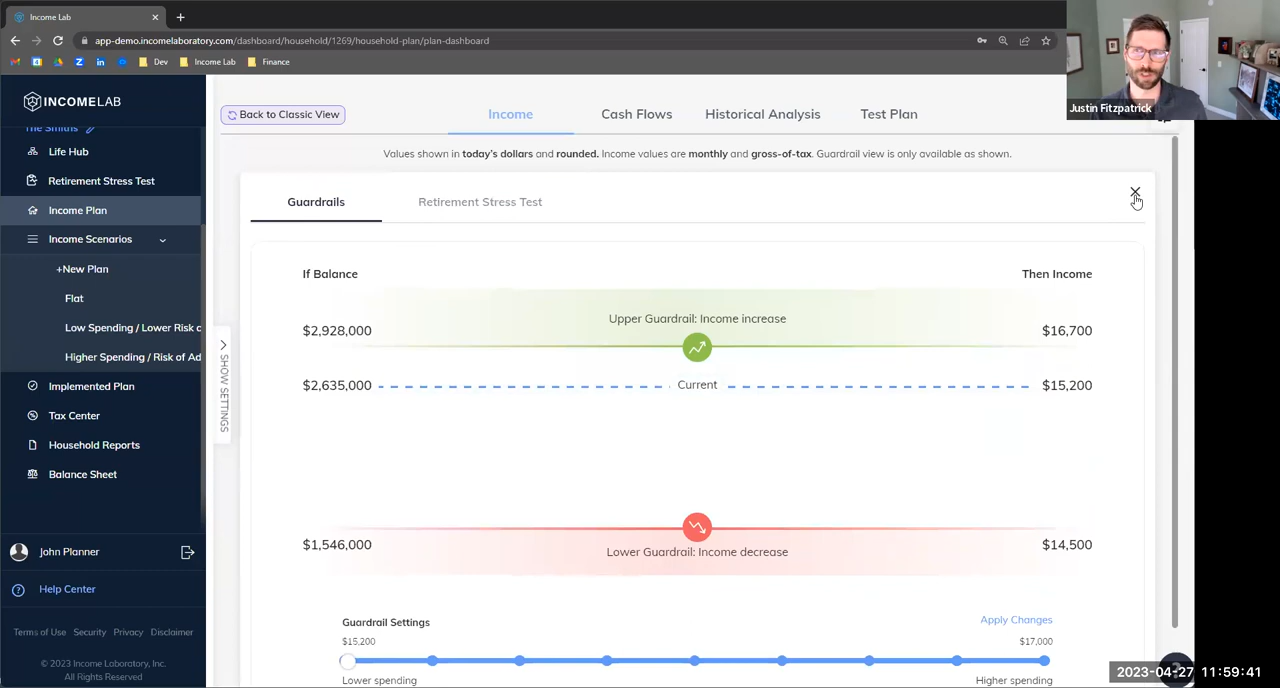 Income Lab
app-demo.incomelaboratory.com/dashboard/household/1269/household-plan/plan-dashboard
Dev
Income Lab
Finance
Justin Fitzpatrick
INCOMELAB
The Smiths
Life Hub
Retirement Stress Test
Income Plan
Income Scenarios
+New Plan
Flat
Low Spending / Lower Risk c
Higher Spending / Risk of Ad
Implemented Plan
Tax Center
Household Reports
Balance Sheet
John Planner
Help Center
Terms of Use Security Privacy Disclaimer
© 2023 Income Laboratory, Inc.
All Rights Reserved
Back to Classic View
Income
Cash Flows
Historical Analysis
Test Plan
Values shown in today's dollars and rounded. Income values are monthly and gross-of-tax. Guardrail view is only available as shown.
SHOW SETTINGS
Guardrails
Retirement Stress Test
If Balance
Then Income
Upper Guardrail: Income increase
$2,928,000
$16,700
$2,635,000
Current
$15,200
$1,546,000
Lower Guardrail: Income decrease
$14,500
Guardrail Settings
Apply Changes
$15,200
$17,000
Lower spending
Higher spending
2023-04-27 11:59:41